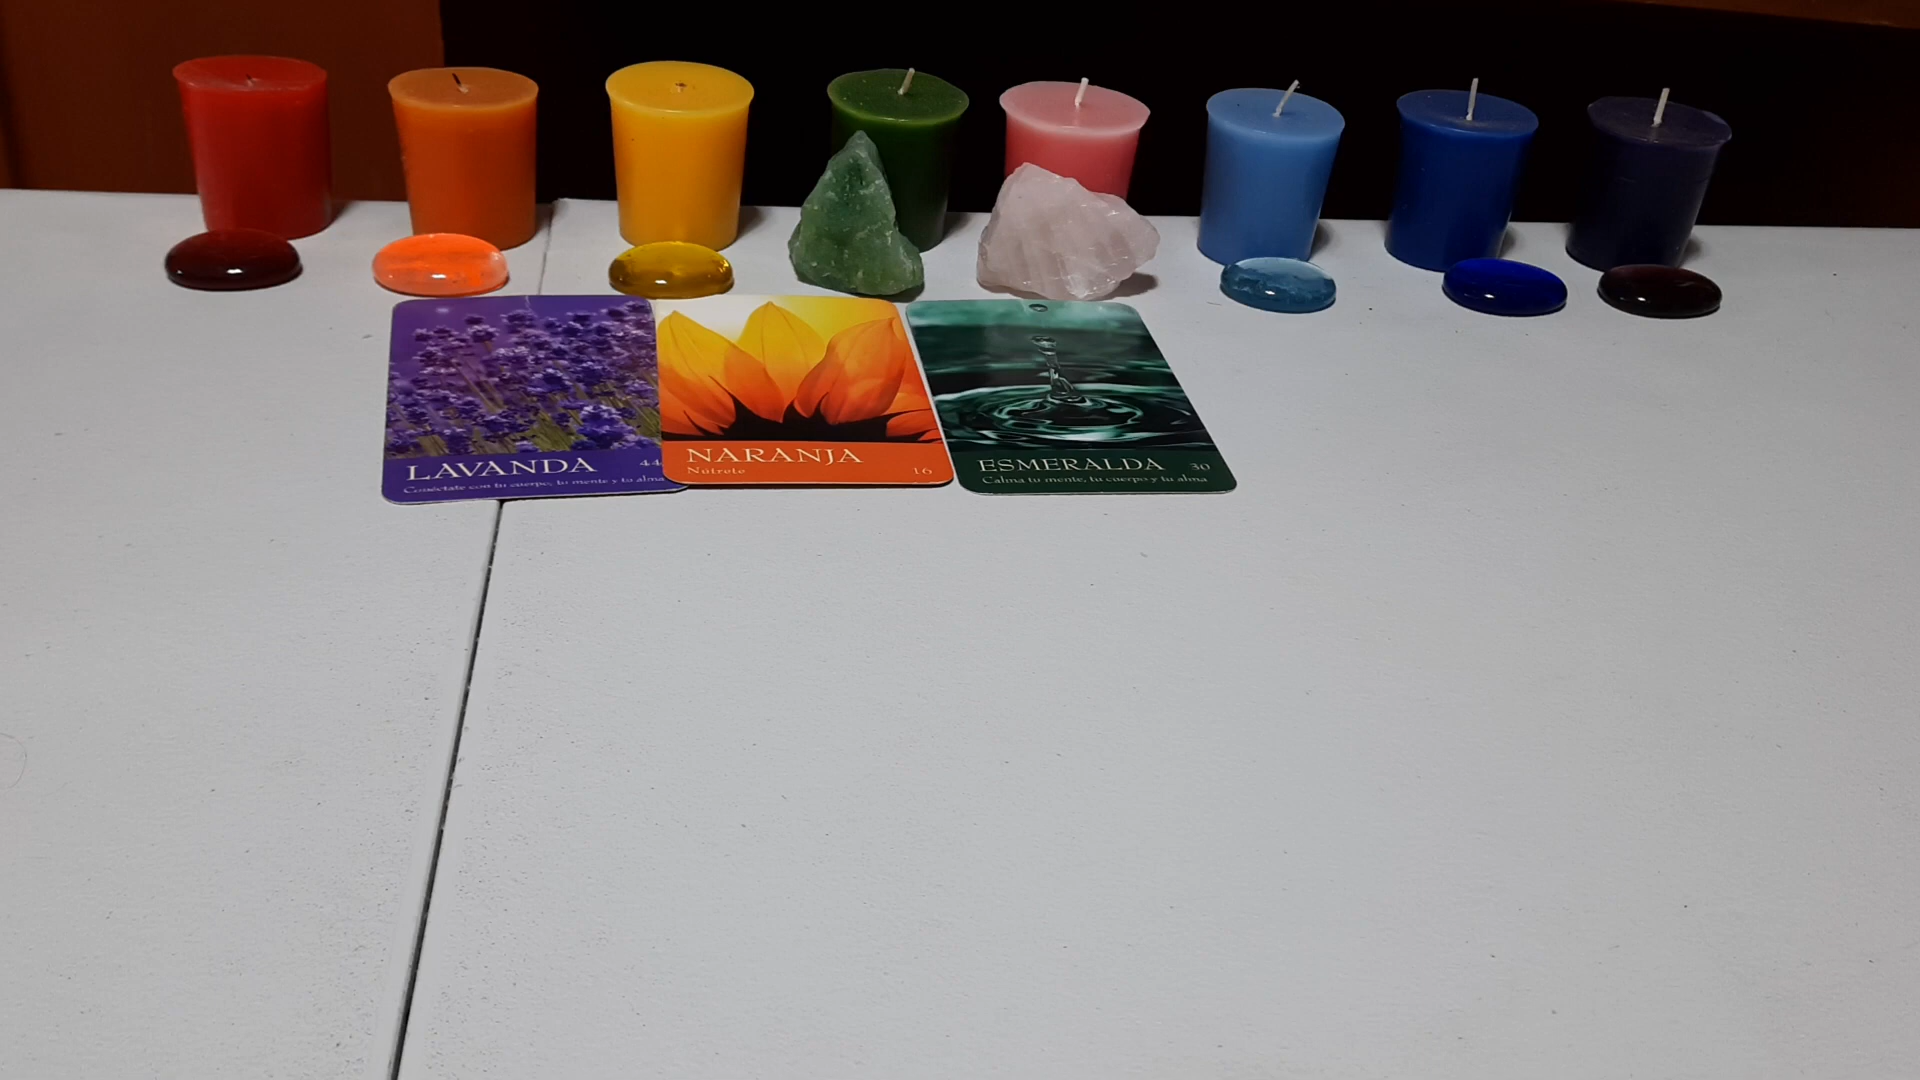 LAVANDA 44
Conéctate con tu cuerpo, tu mente y tu alma
NARANJA
Nútrete 16
ESMERALDA 30
Calma tu mente, tu cuerpo y tu alma